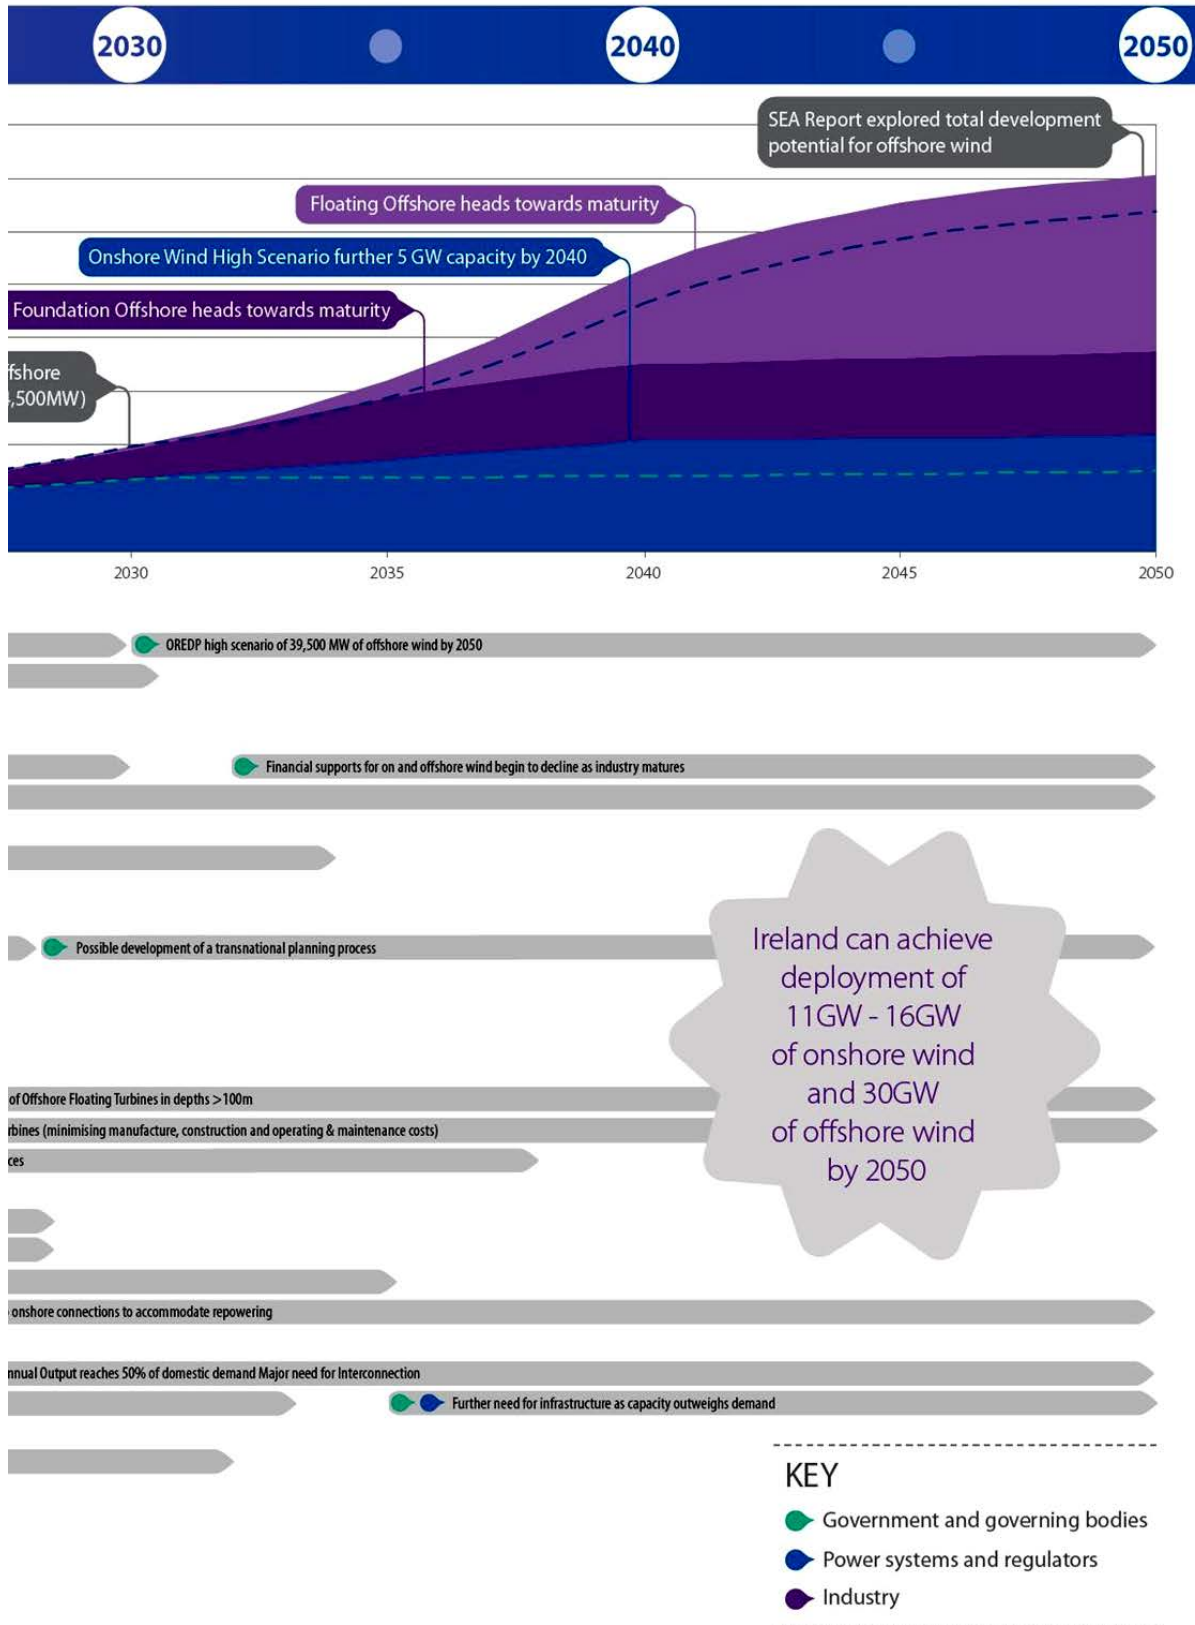 2030 2040 2050
SEA Report explored total development
potential for offshore wind
Floating Offshore heads towards maturity
Onshore Wind High Scenario further 5 GW capacity by 2040
Foundation Offshore heads towards maturity
ffshore
,500MW)
2030 2035 2040 2045 2050
OREDP high scenario of 39,500 MW of offshore wind by 2050
Financial supports for on and offshore wind begin to decline as industry matures
Possible development of a transnational planning process
Ireland can achieve
deployment of
11GW - 16GW
of onshore wind
and 30GW
of offshore wind
by 2050
of Offshore Floating Turbines in depths >100m
rbines (minimising manufacture, construction and operating & maintenance costs)
ces
onshore connections to accommodate repowering
nnual Output reaches 50% of domestic demand Major need for Interconnection
Further need for infrastructure as capacity outweighs demand
KEY
Government and governing bodies
Power systems and regulators
Industry